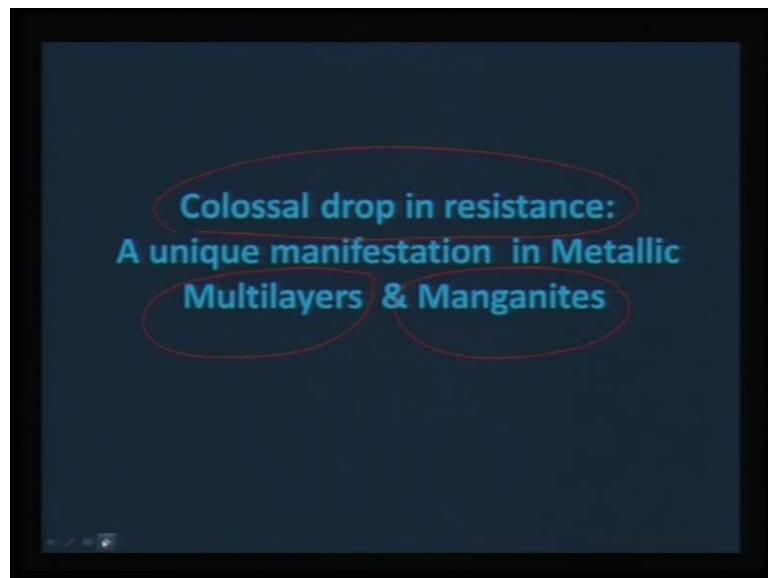 Colossal drop in resistance:
A unique manifestation in Metallic
Multilayers & Manganites